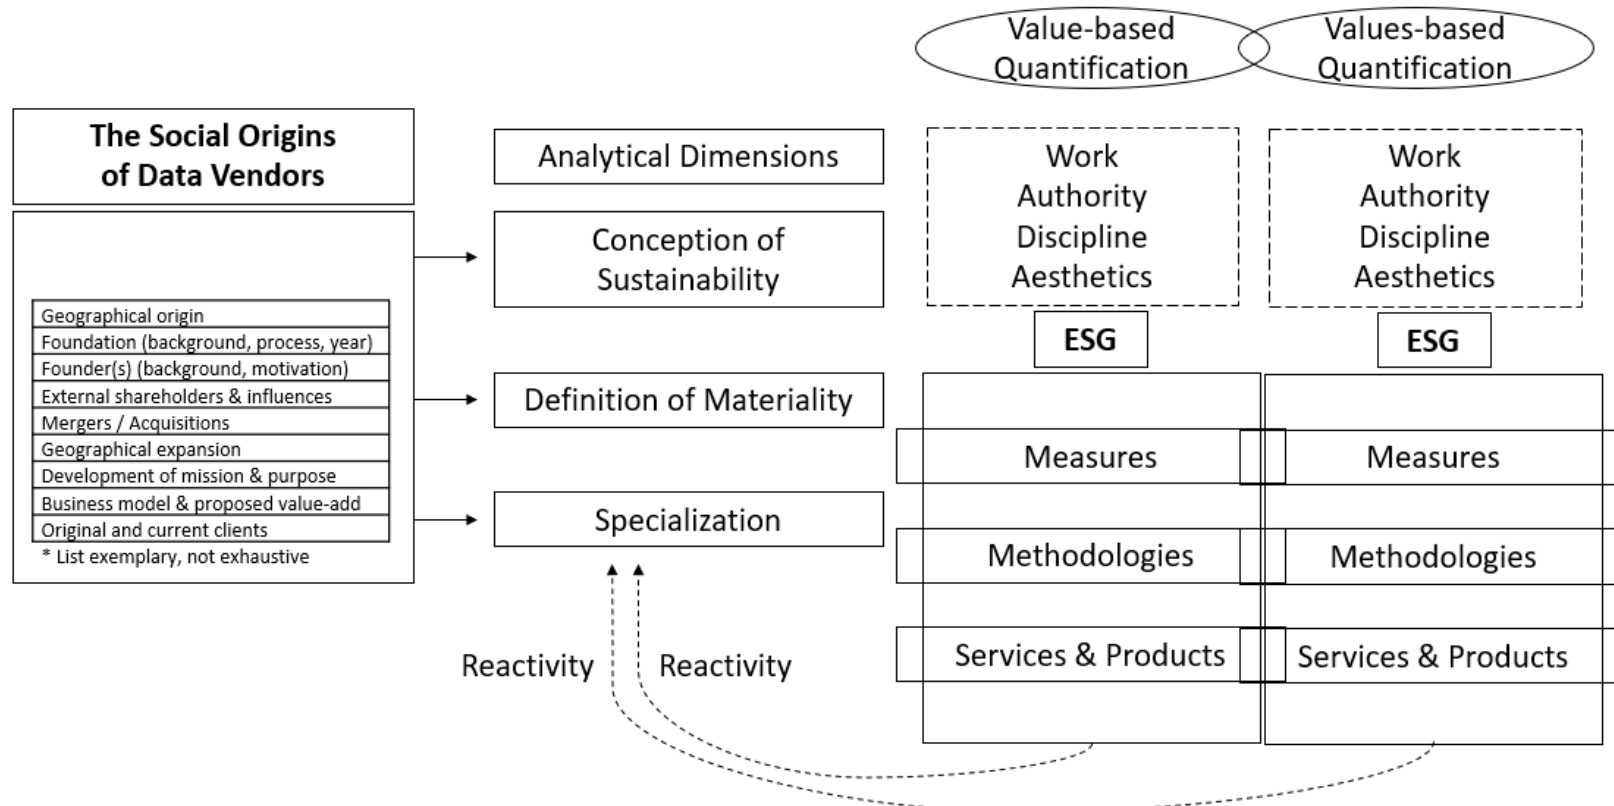 The Social Origins
of Data Vendors
Geographical origin
Foundation (background, process, year)
Founder(s) (background, motivation)
External shareholders & influences
Mergers / Acquisitions
Geographical expansion
Development of mission & purpose
Business model & proposed value-add
Original and current clients
* List exemplary, not exhaustive
Analytical Dimensions
Conception of
Sustainability
Definition of Materiality
Specialization
Reactivity
Reactivity
Value-based
Quantification
Work
Authority
Discipline
Aesthetics
ESG
Measures
Methodologies
Services & Products
Values-based
Quantification
Work
Authority
Discipline
Aesthetics
ESG
Measures
Methodologies
Services & Products